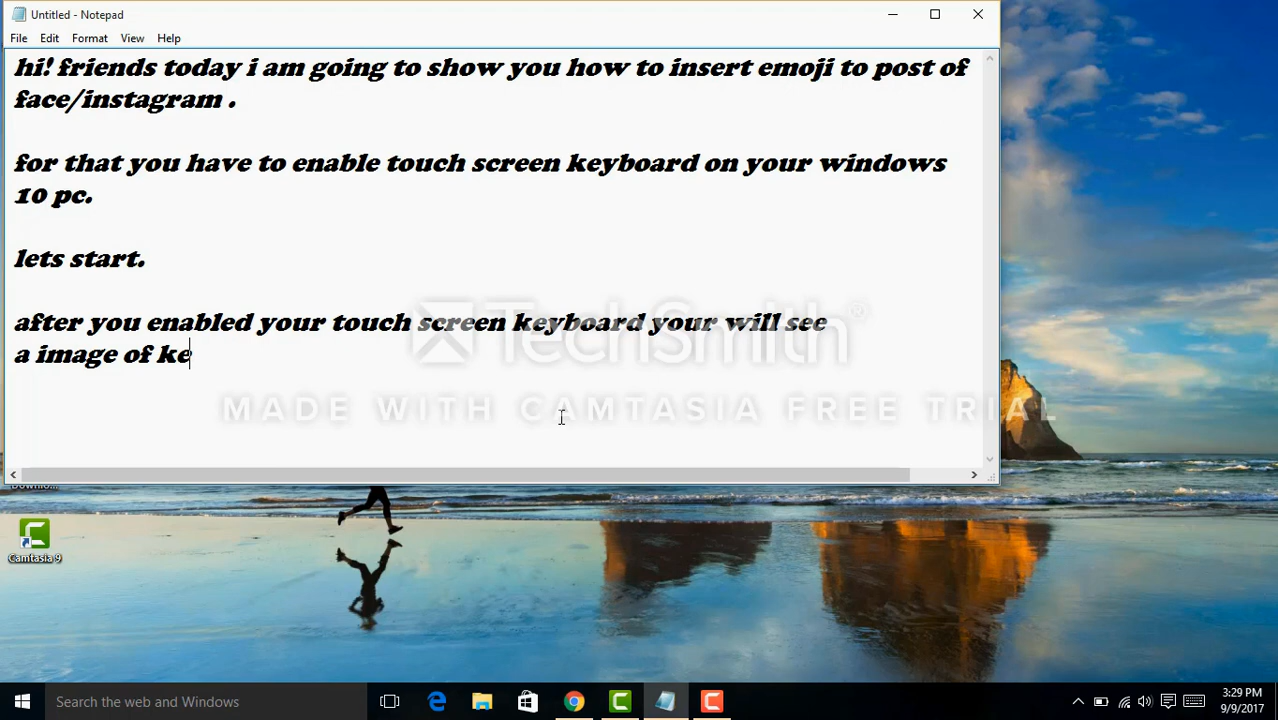 Untitled - Notepad
File Edit Format View Help
hi! friends today i am going to show you how to insert emoji to post of
face/instagram .
for that you have to enable touch screen keyboard on your windows
10 pc.
lets start.
after you enabled your touch screen keyboard your will see
a image of ke
TechSmith®
MADE WITH CAMTASIA FREE TRIAL
Camtasia 9
Search the web and Windows
3:29 PM
9/9/2017